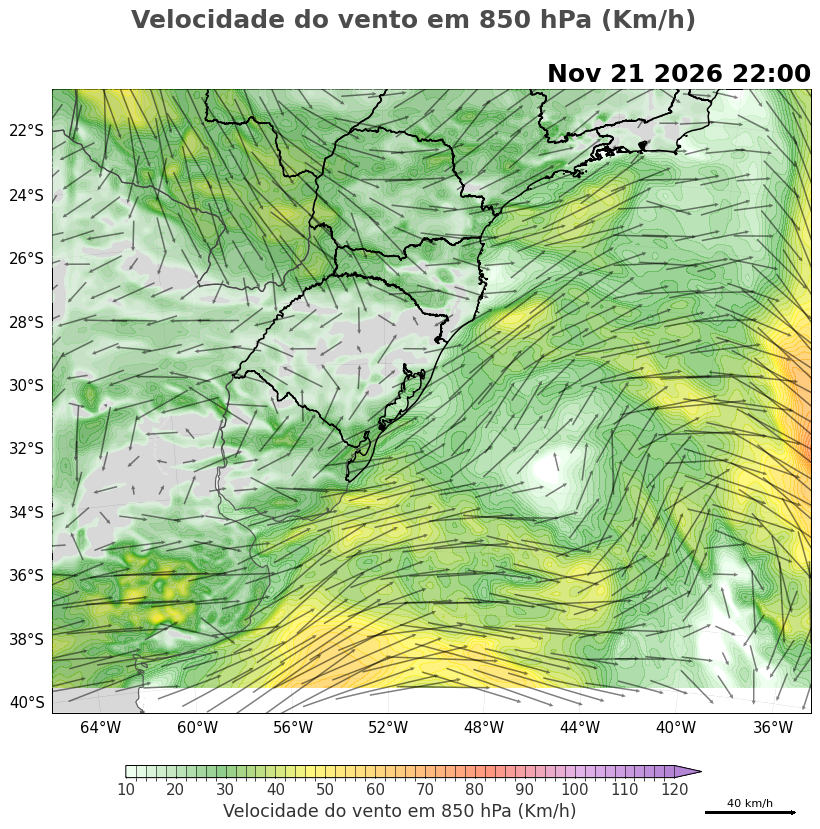 Velocidade do vento em 850 hPa (Km/h)
Nov 21 2026 22:00
22°S
24°S
26°S
28°S
30°S
32°S
34°S
36°S
38°S
40°S
64°W 60°W 56°W 52°W 48°W 44°W 40°W 36°W
10 20 30 40 50 60 70 80 90 100 110 120
Velocidade do vento em 850 hPa (Km/h)
40 km/h